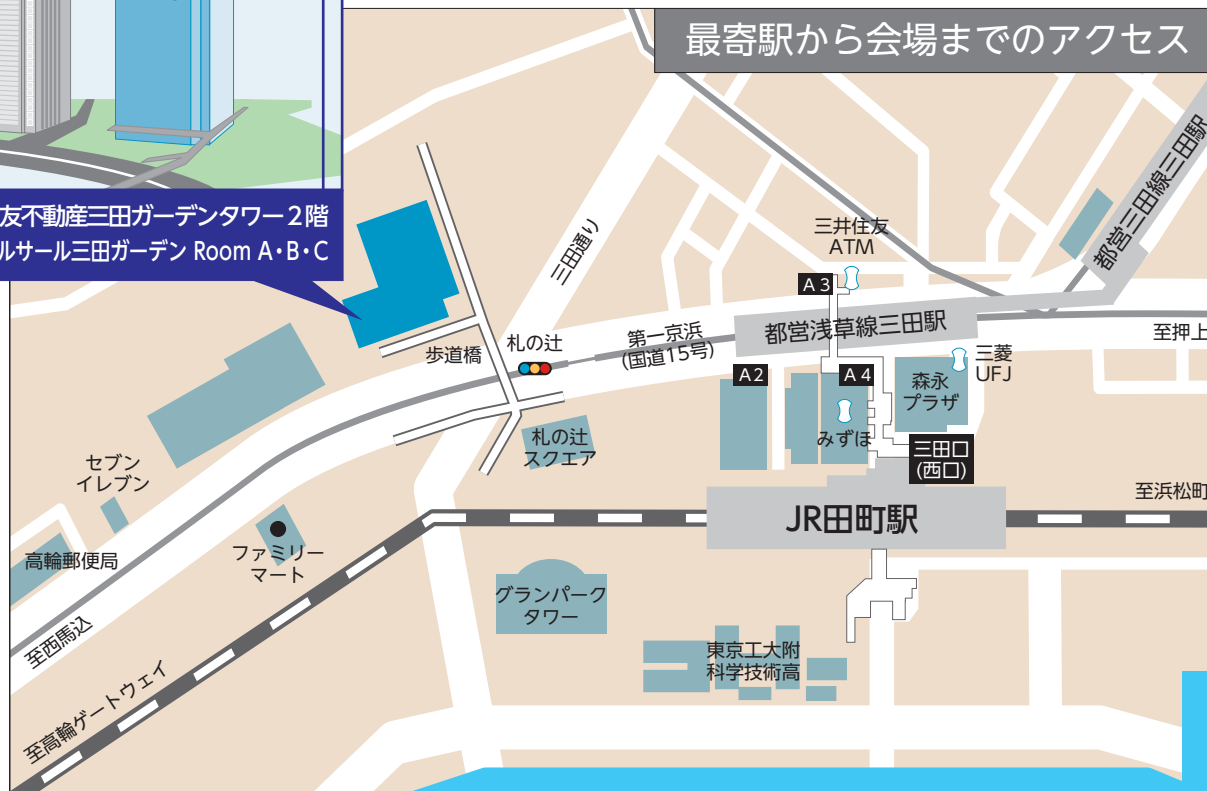 最寄駅から会場までのアクセス
友不動産三田ガーデンタワー2階
ルサール三田ガーデン Room A・B・C
三田通り
三井住友
ATM
都営三田線三田駅
A3
都営浅草線三田駅
第一京浜
(国道15号)
札の辻
歩道橋
至押上
三菱
UFJ
A2
A4
森永
プラザ
みずほ
三田口
(西口)
札の辻
スクエア
セブン
イレブン
至浜松町
JR田町駅
高輪郵便局
ファミリー
マート
グランパーク
タワー
至西馬込
東京工大附
科学技術高
至高輪ゲートウェイ